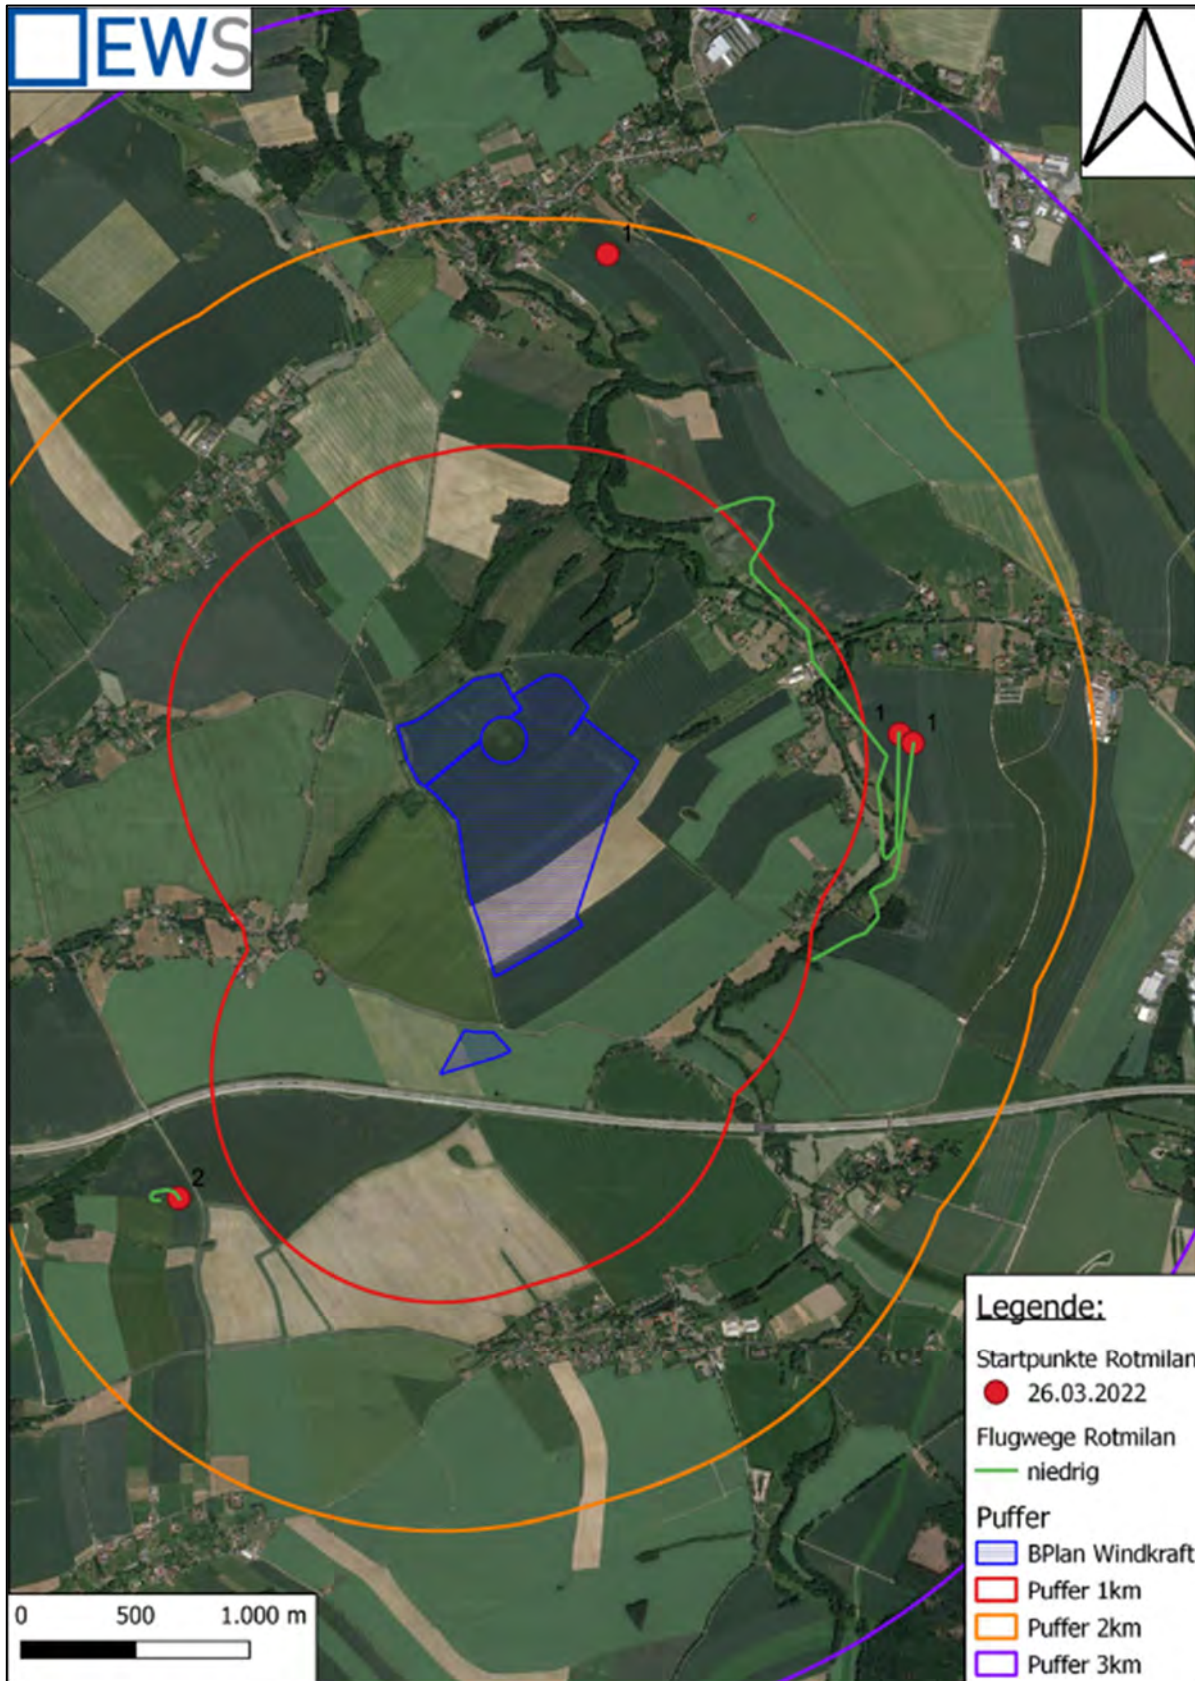 EWS
1
1
1
2
Legende:
Startpunkte Rotmilan
26.03.2022
Flugwege Rotmilan
niedrig
Puffer
BPlan Windkraft
Puffer 1km
Puffer 2km
Puffer 3km
0 500 1.000 m